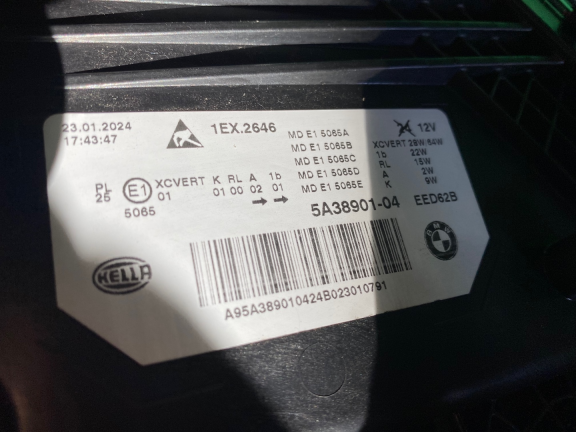 23.01.2024
17:43:47
1EX.2646
MD E1 5065A
MD E1 5065B
MD E1 5065C
MD E1 5065D
MD E1 5065E
12V
XCVERT 28W/54W
1b 22W
RL 15W
A 2W
K 9W
PL
25
E1
5065
XCVERT K RL A 1b
01 01 00 02 01
→ →
5A38901-04 EED62B
HELLA
BMW
A95A389010424B023010791